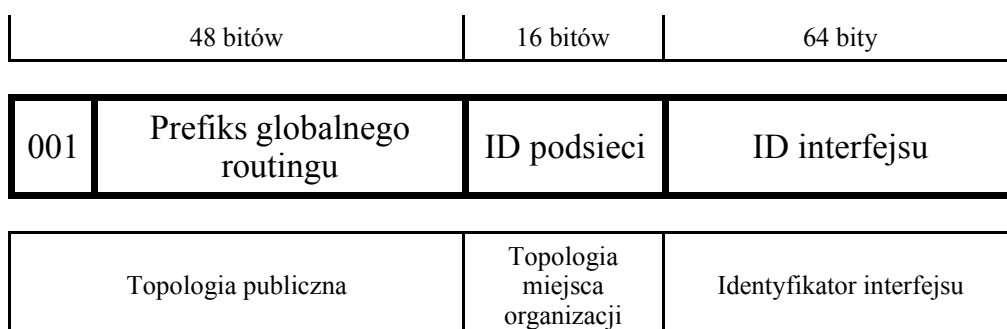 48 bitów
16 bitów
64 bity
001
Prefiks globalnego
routingu
ID podsieci
ID interfejsu
Topologia publiczna
Topologia
miejsca
organizacji
Identyfikator interfejsu